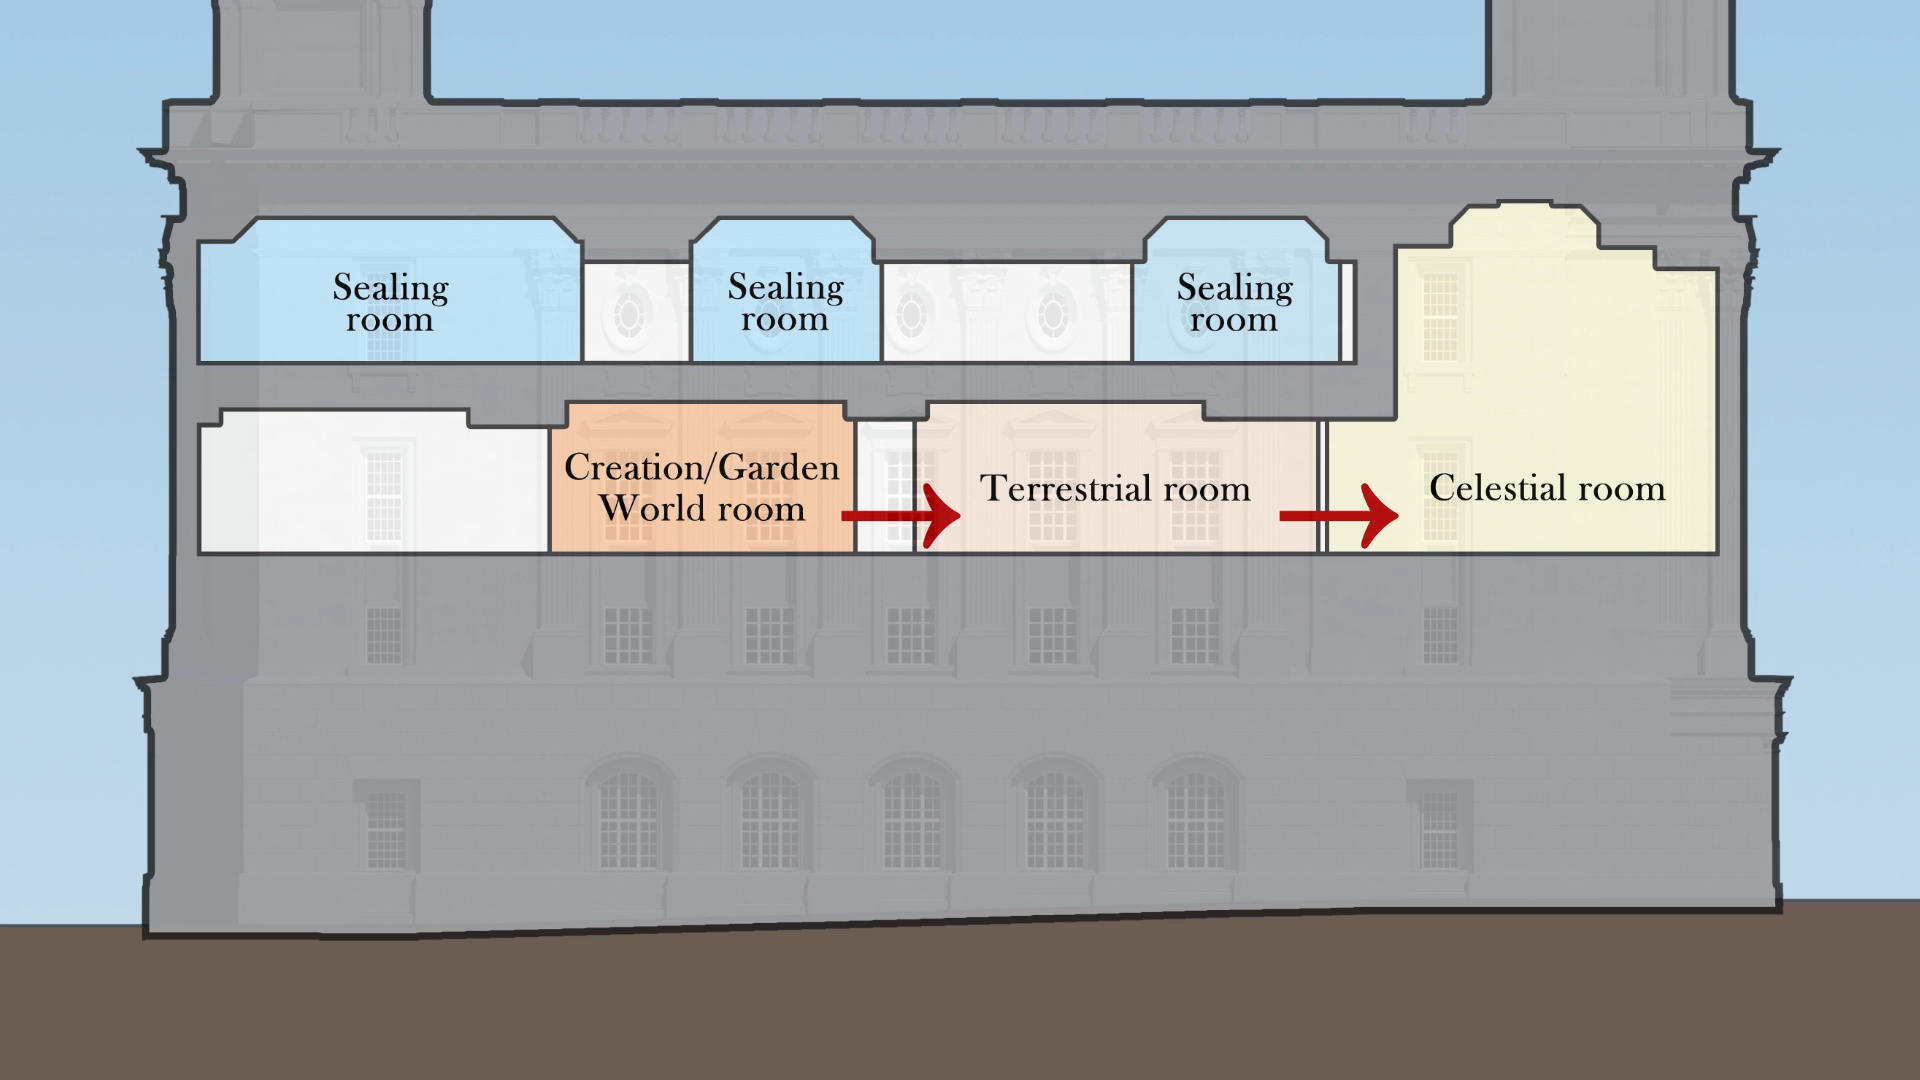 Sealing
room
Sealing
room
Sealing
room
Creation/Garden
World room
Terrestrial room
Celestial room